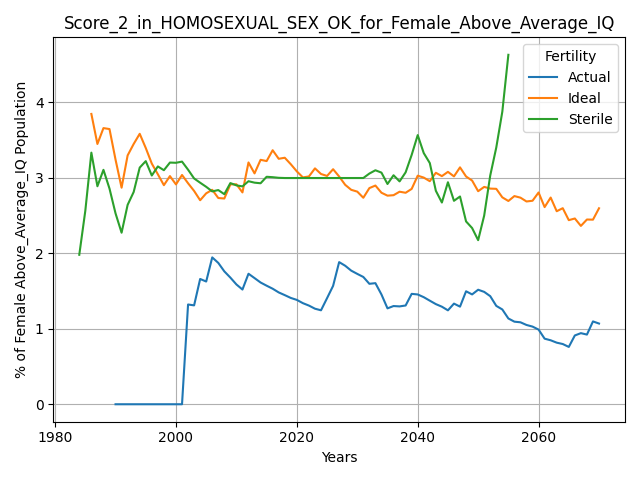 Score_2_in_HOMOSEXUAL_SEX_OK_for_Female_Above_Average_IQ
Fertility
Actual
Ideal
Sterile
% of Female Above_Average_IQ Population
4
3
2
1
0
1980 2000 2020 2040 2060
Years